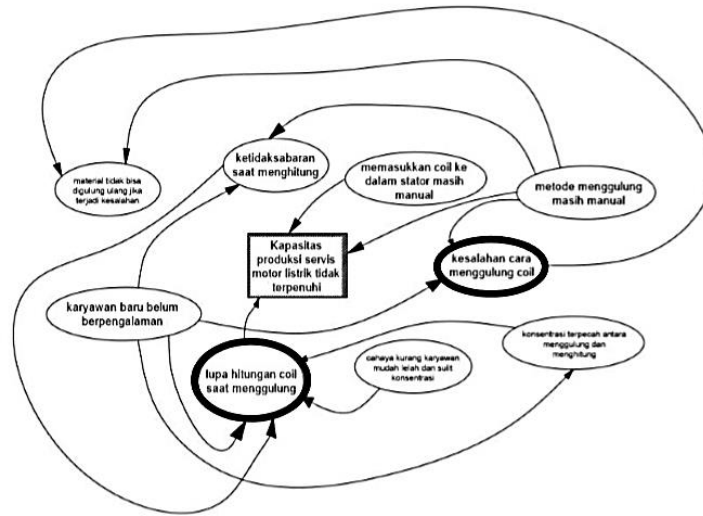 material tidak bisa
digulung ulang jika
terjadi kesalahan
ketidaksabaran
saat menghitung
memasukkan coil ke
dalam stator masih
manual
metode menggulung
masih manual
Kapasitas
produksi servis
motor listrik tidak
terpenuhi
kesalahan cara
menggulung coil
karyawan baru belum
berpengalaman
lupa hitungan coil
saat menggulung
cahaya kurang karyawan
mudah lelah dan sulit
konsentrasi
konsentrasi terpecah antara
menggulung dan
menghitung